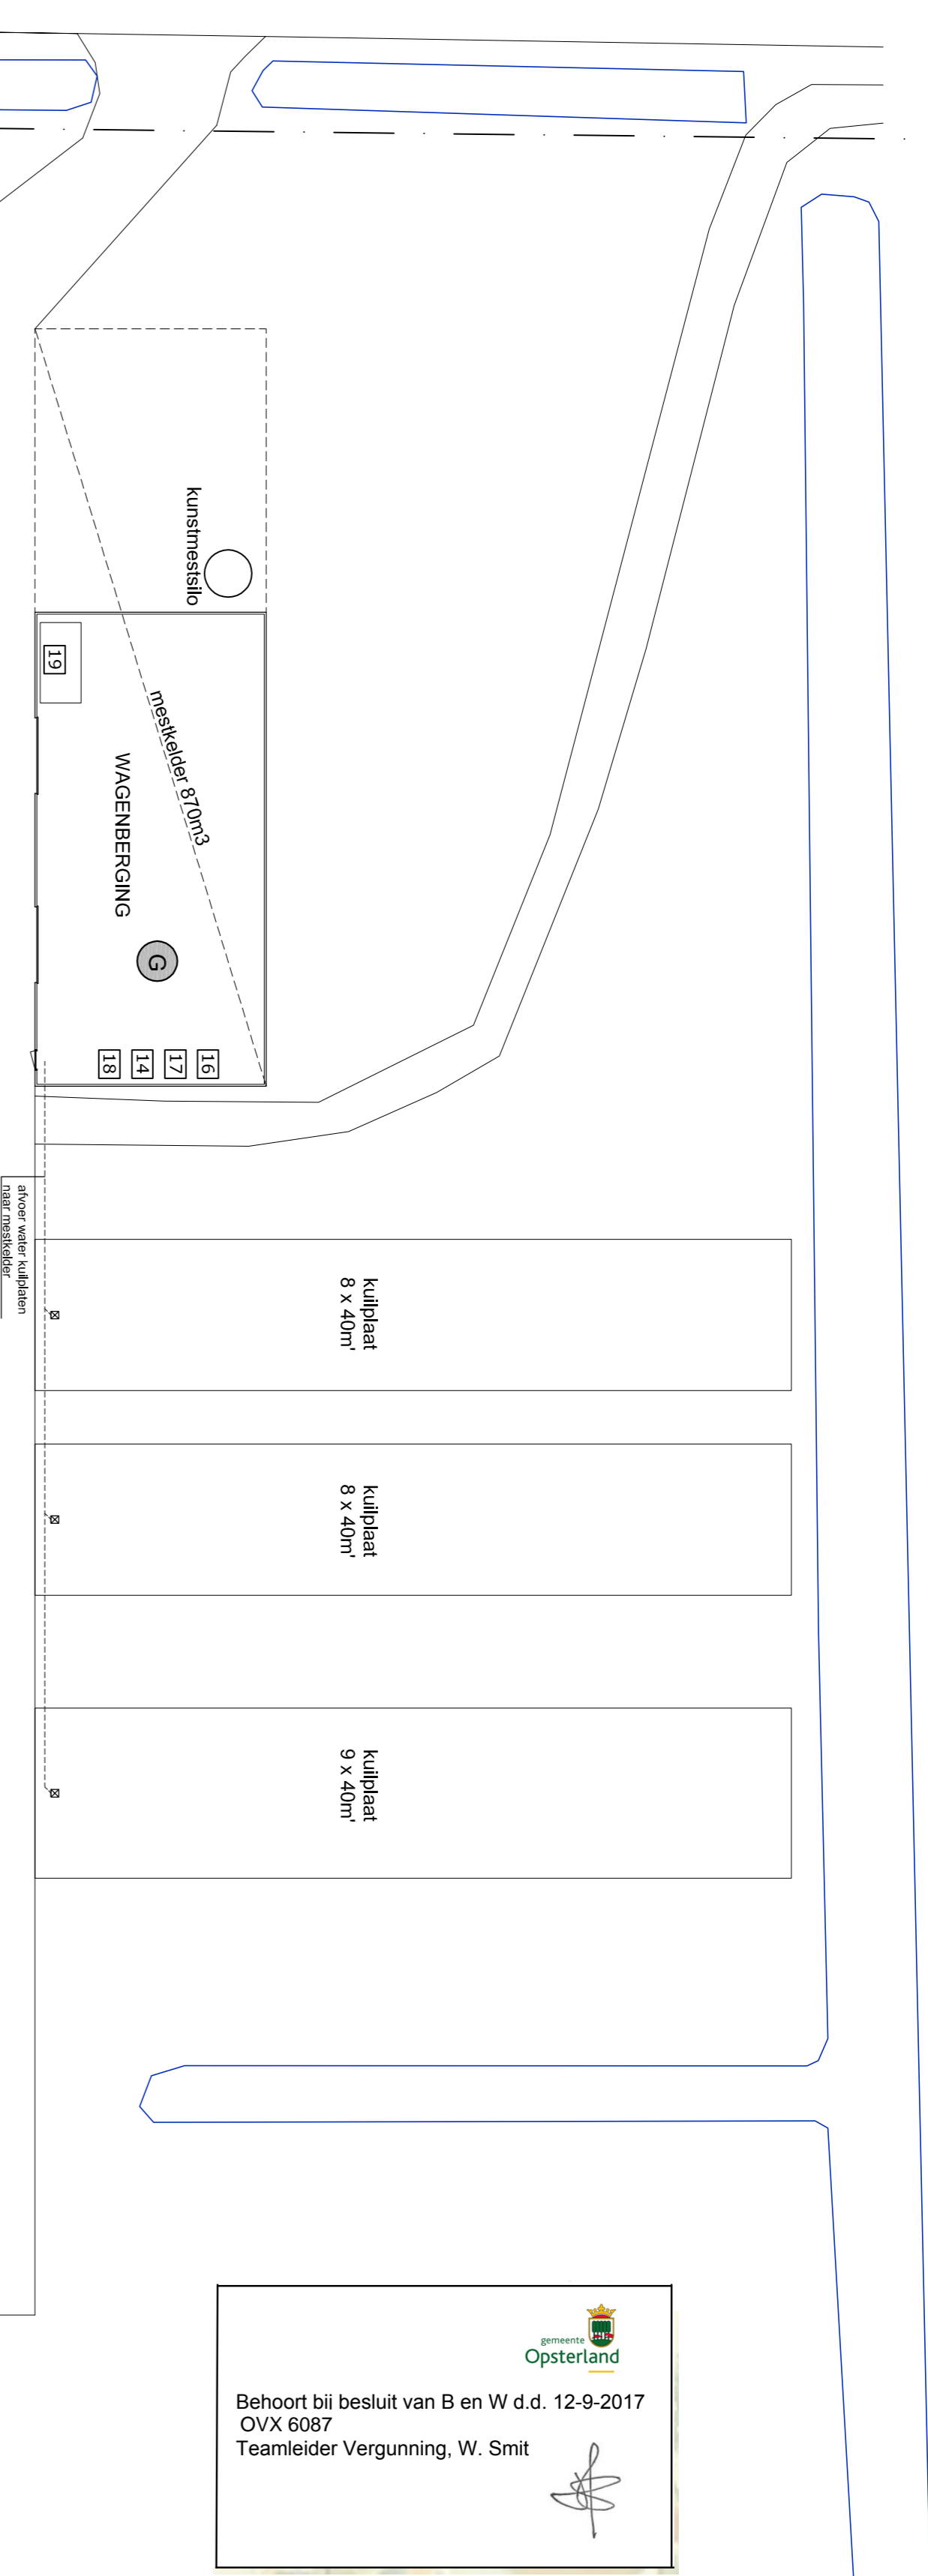 kunstmestsilo
19
mestkelder 870m3
WAGENBERGING
G
16
17
14
18
afvoer water kuilplaten
naar mestkelder
kuilplaat
8 x 40m'
kuilplaat
8 x 40m'
kuilplaat
9 x 40m'
gemeente
Opsterland
Behoort bij besluit van B en W d.d. 12-9-2017
OVX 6087
Teamleider Vergunning, W. Smit